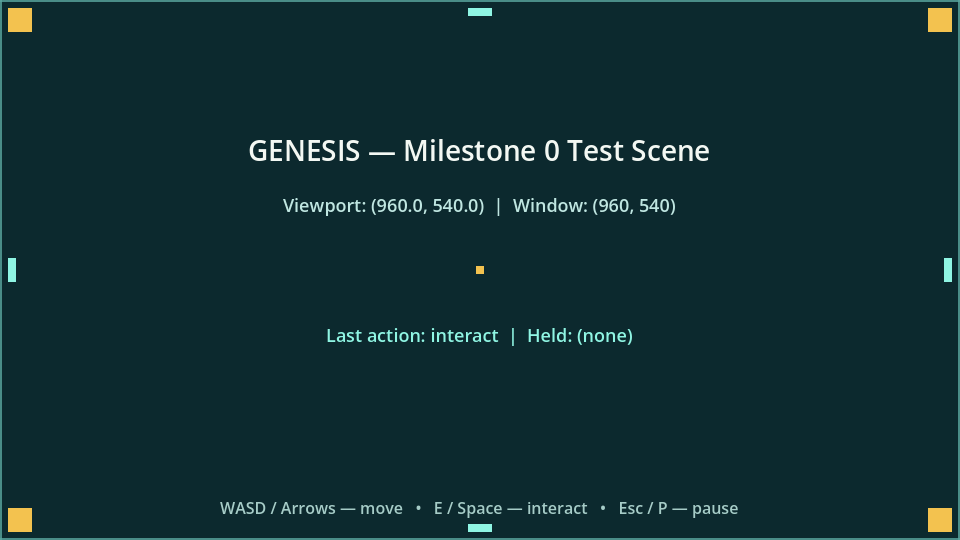 GENESIS — Milestone 0 Test Scene
Viewport: (960.0, 540.0) | Window: (960, 540)
Last action: interact | Held: (none)
WASD / Arrows — move • E / Space — interact • Esc / P — pause